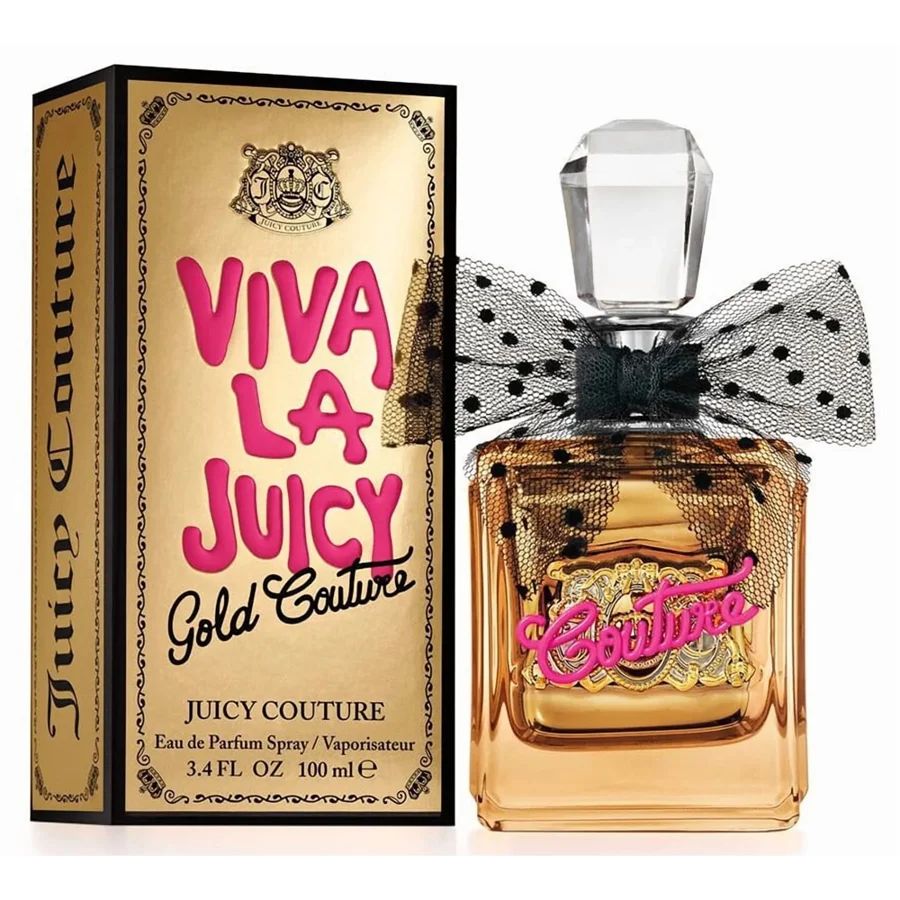 Juicy Couture
J C
JUICY COUTURE
VIVA
LA
JUICY
Gold Couture
JUICY COUTURE
Eau de Parfum Spray / Vaporisateur
3.4 FL OZ 100 ml ℮
Couture